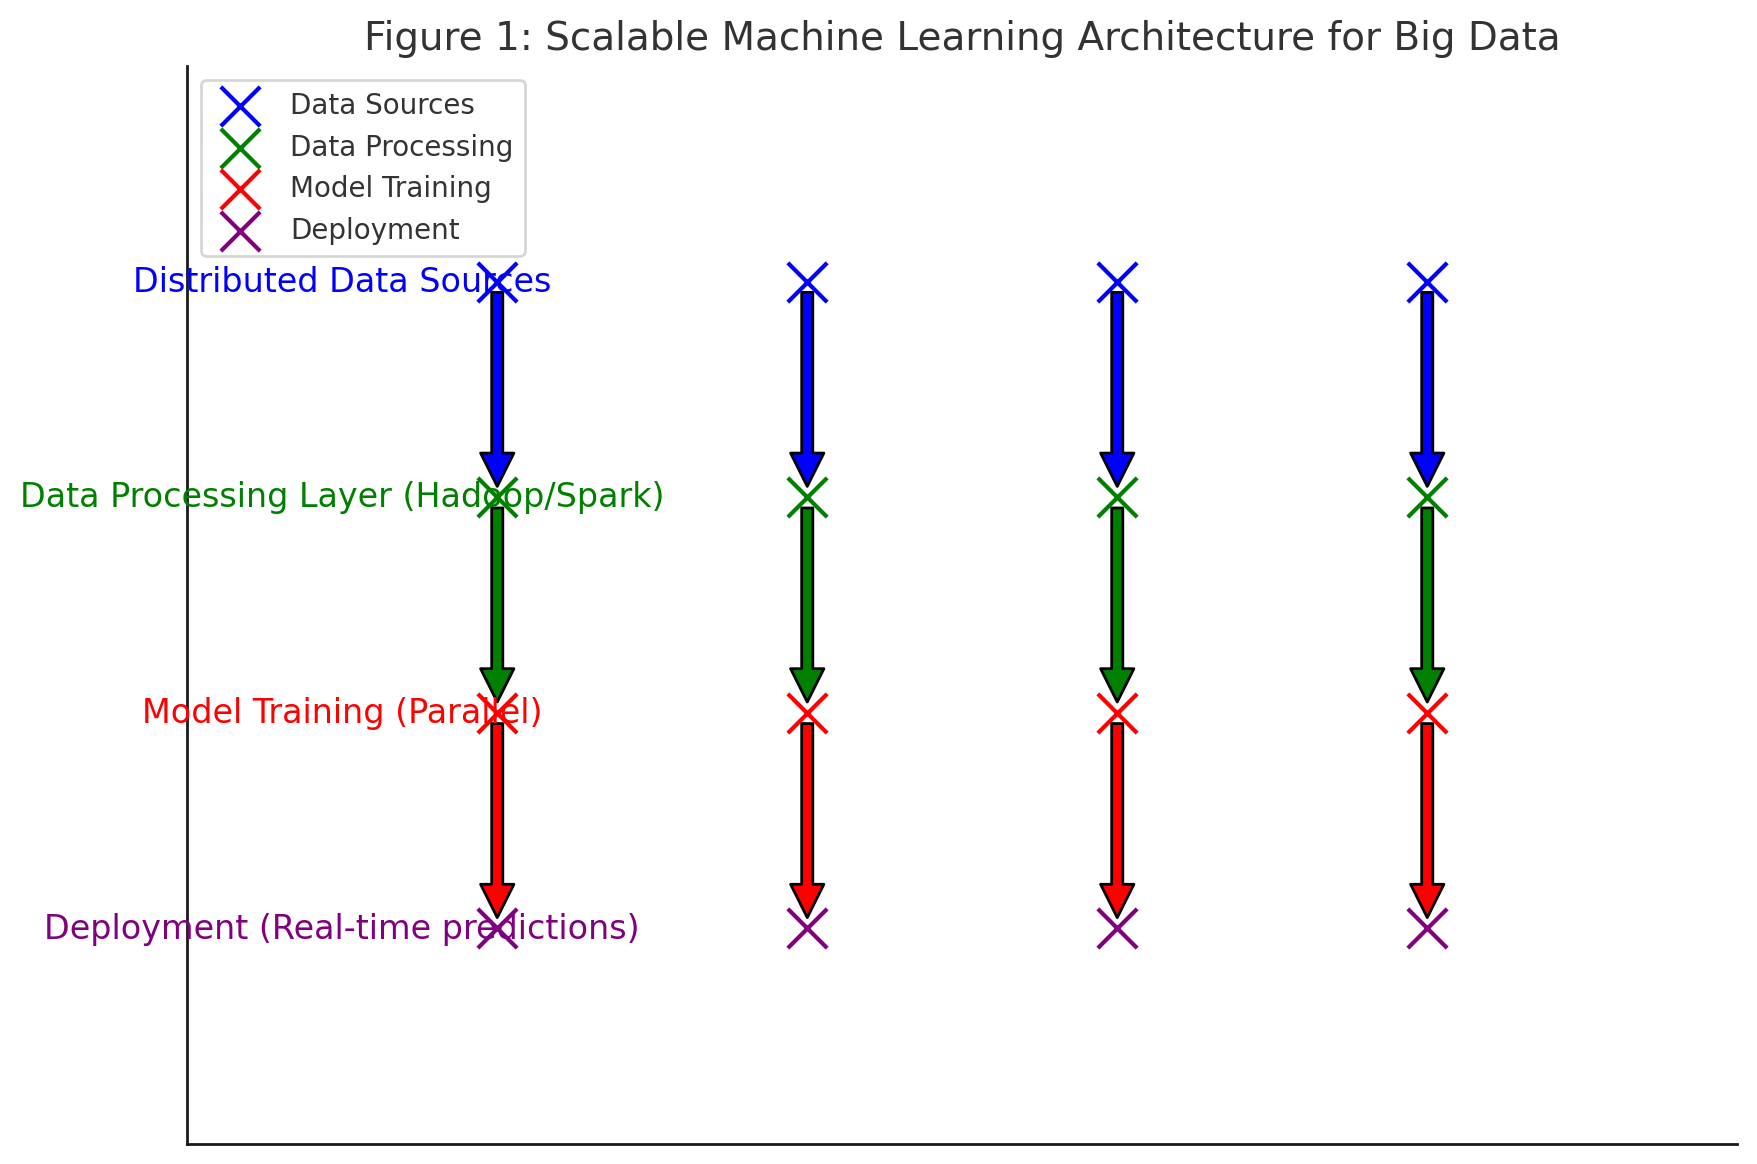 Figure 1: Scalable Machine Learning Architecture for Big Data
Data Sources
Data Processing
Model Training
Deployment
Distributed Data Sources
Data Processing Layer (Hadoop/Spark)
Model Training (Parallel)
Deployment (Real-time predictions)